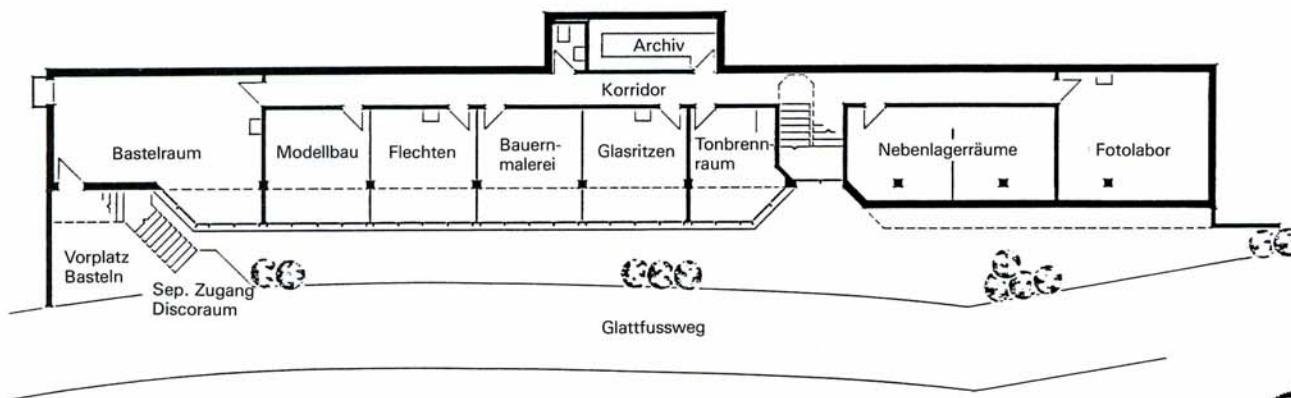 Archiv
Korridor
Bastelraum
Modellbau
Flechten
Bauern-
malerei
Glasritzen
Tonbrenn-
raum
Nebenlagerräume
Fotolabor
Vorplatz
Basteln
Sep. Zugang
Discoraum
Glattfussweg